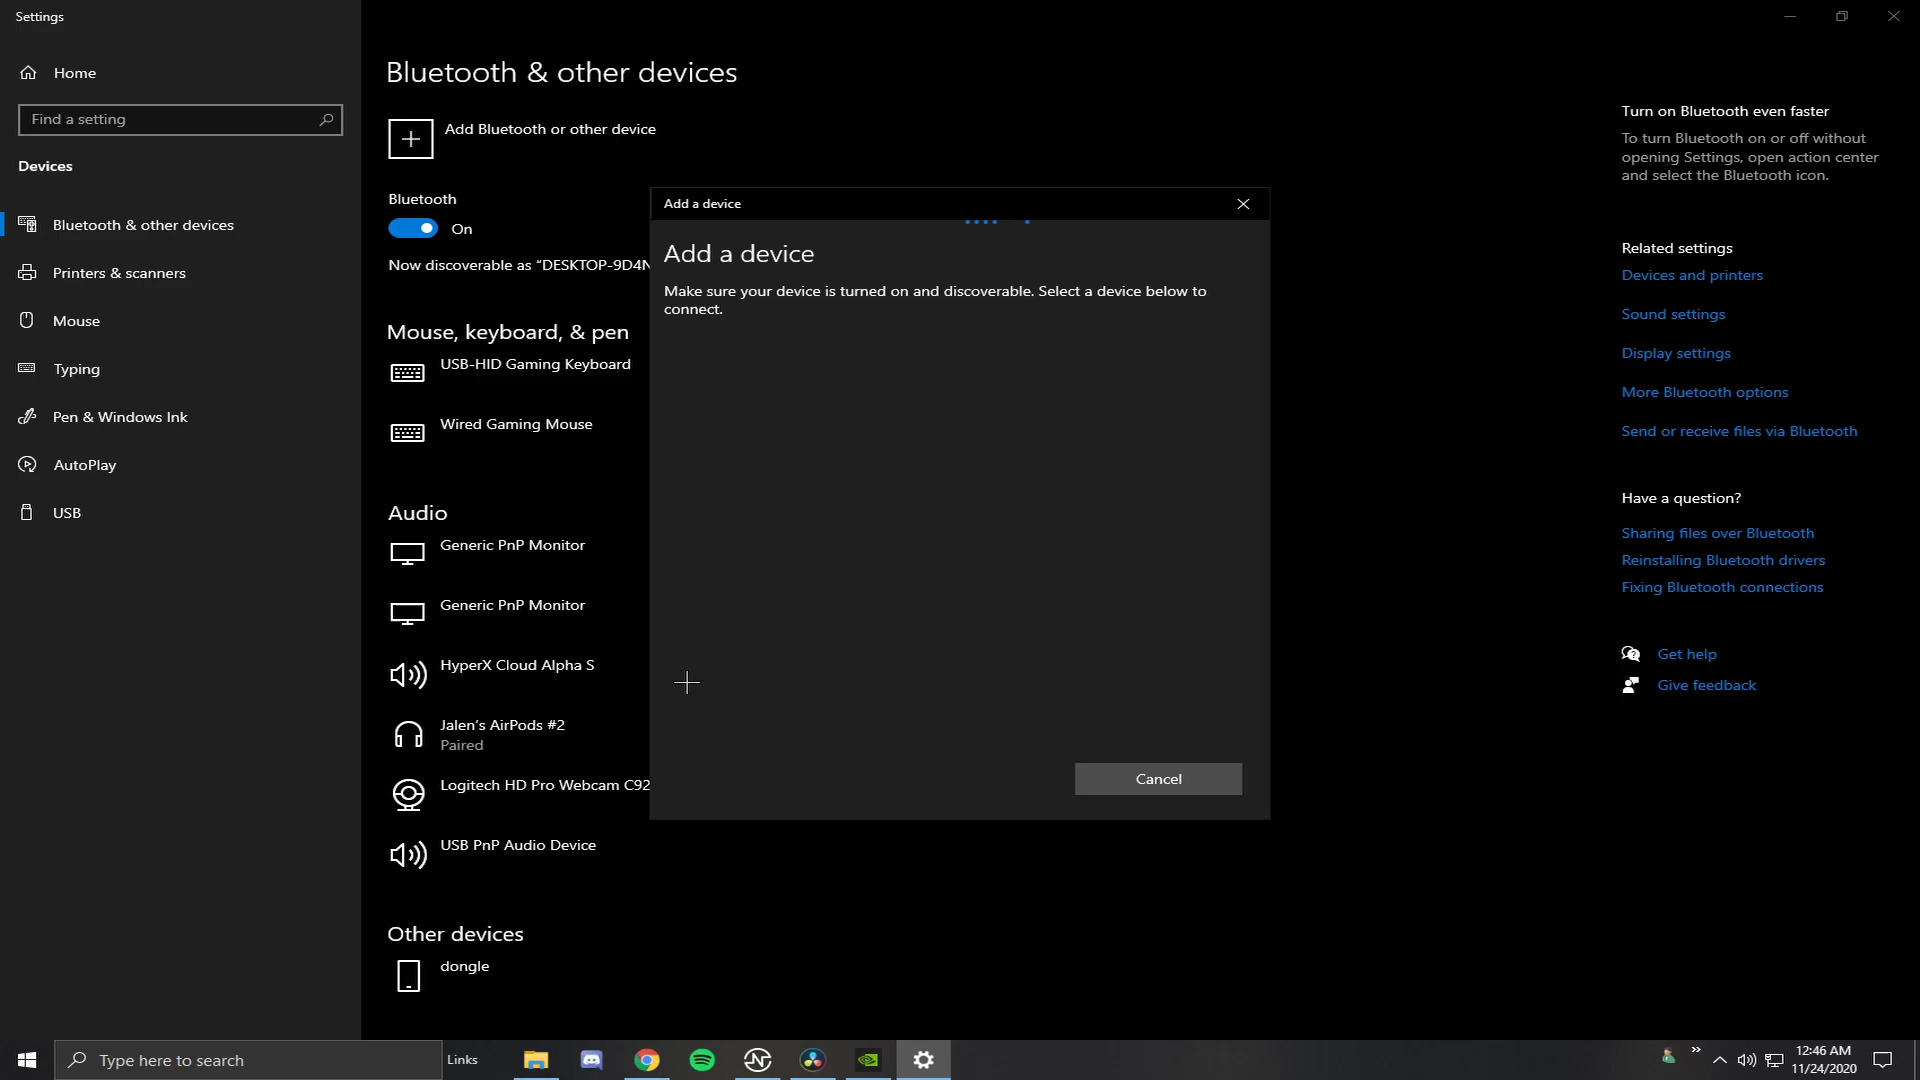 Settings
Home
Find a setting
Devices
Bluetooth & other devices
Printers & scanners
Mouse
Typing
Pen & Windows Ink
AutoPlay
USB
Bluetooth & other devices
Add Bluetooth or other device
Bluetooth
On
Now discoverable as “DESKTOP-9D4N
Mouse, keyboard, & pen
USB-HID Gaming Keyboard
Wired Gaming Mouse
Audio
Generic PnP Monitor
Generic PnP Monitor
HyperX Cloud Alpha S
Jalen’s AirPods #2
Paired
Logitech HD Pro Webcam C92
USB PnP Audio Device
Other devices
dongle
Add a device
Add a device
Make sure your device is turned on and discoverable. Select a device below to
connect.
Cancel
Turn on Bluetooth even faster
To turn Bluetooth on or off without
opening Settings, open action center
and select the Bluetooth icon.
Related settings
Devices and printers
Sound settings
Display settings
More Bluetooth options
Send or receive files via Bluetooth
Have a question?
Sharing files over Bluetooth
Reinstalling Bluetooth drivers
Fixing Bluetooth connections
Get help
Give feedback
Type here to search
Links
12:46 AM
11/24/2020